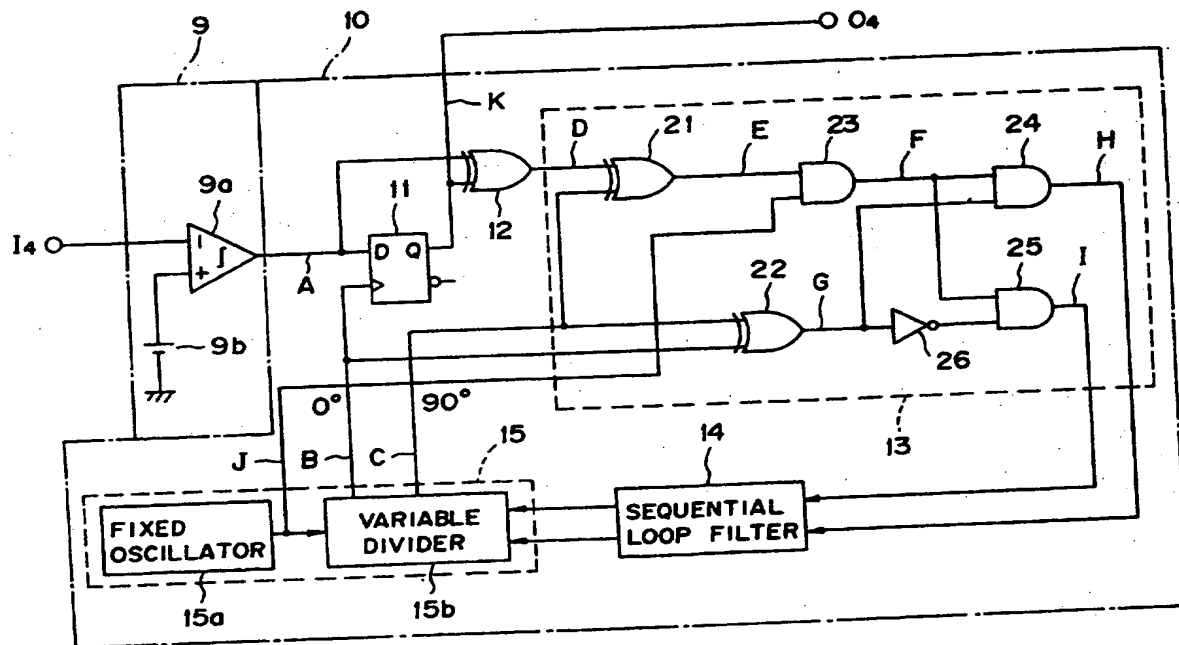 9
10
O4
K
D
21
E
23
F
24
H
9a
I4
11
D Q
12
A
25
I
22
G
26
9b
0°
90°
13
J
B
C
15
14
FIXED
OSCILLATOR
VARIABLE
DIVIDER
SEQUENTIAL
LOOP FILTER
15a
15b